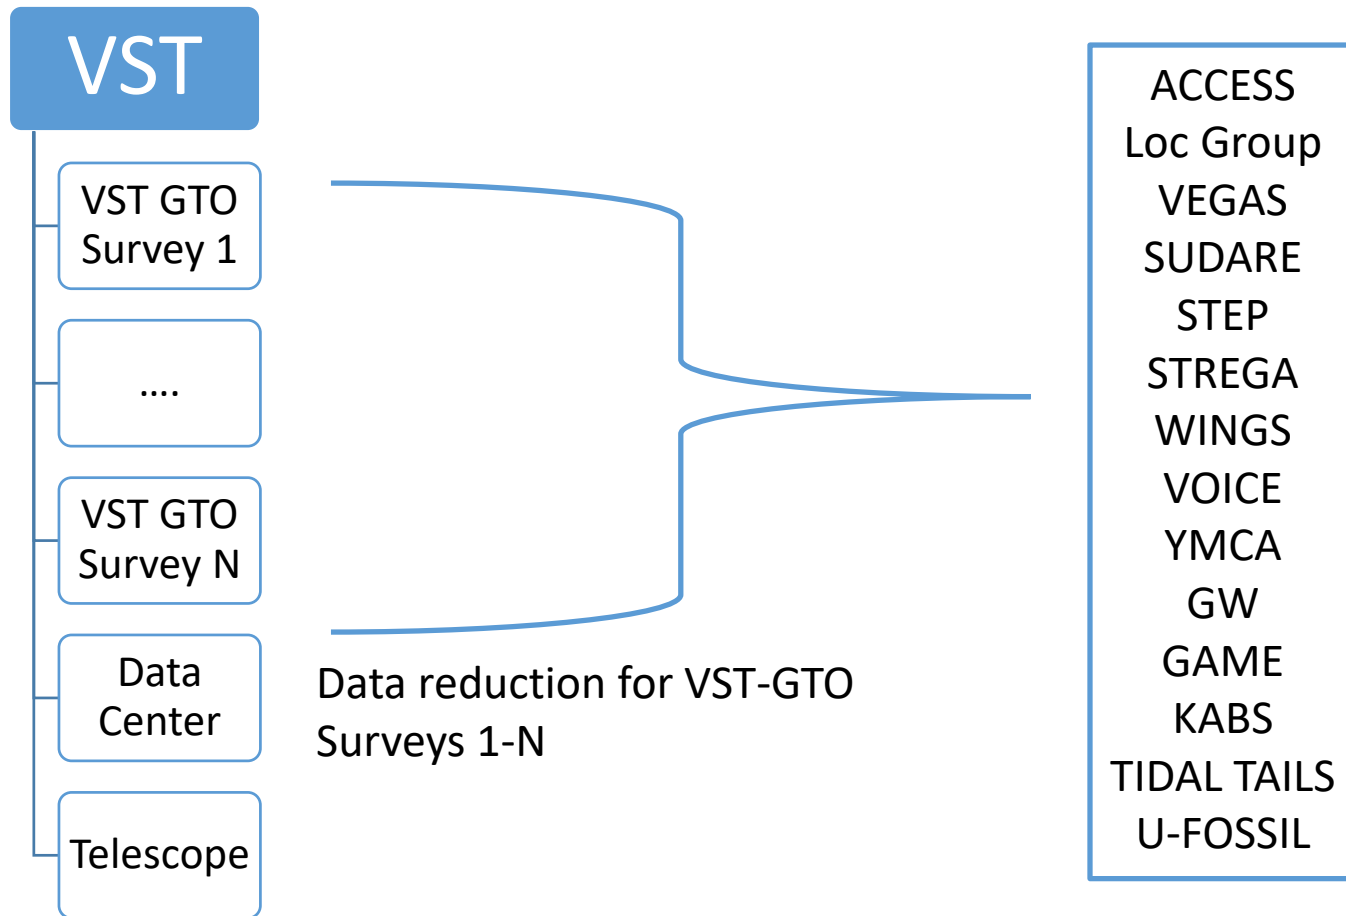 VST
VST GTO
Survey 1
....
VST GTO
Survey N
Data
Center
Telescope
Data reduction for VST-GTO
Surveys 1-N
ACCESS
Loc Group
VEGAS
SUDARE
STEP
STREGA
WINGS
VOICE
YMCA
GW
GAME
KABS
TIDAL TAILS
U-FOSSIL